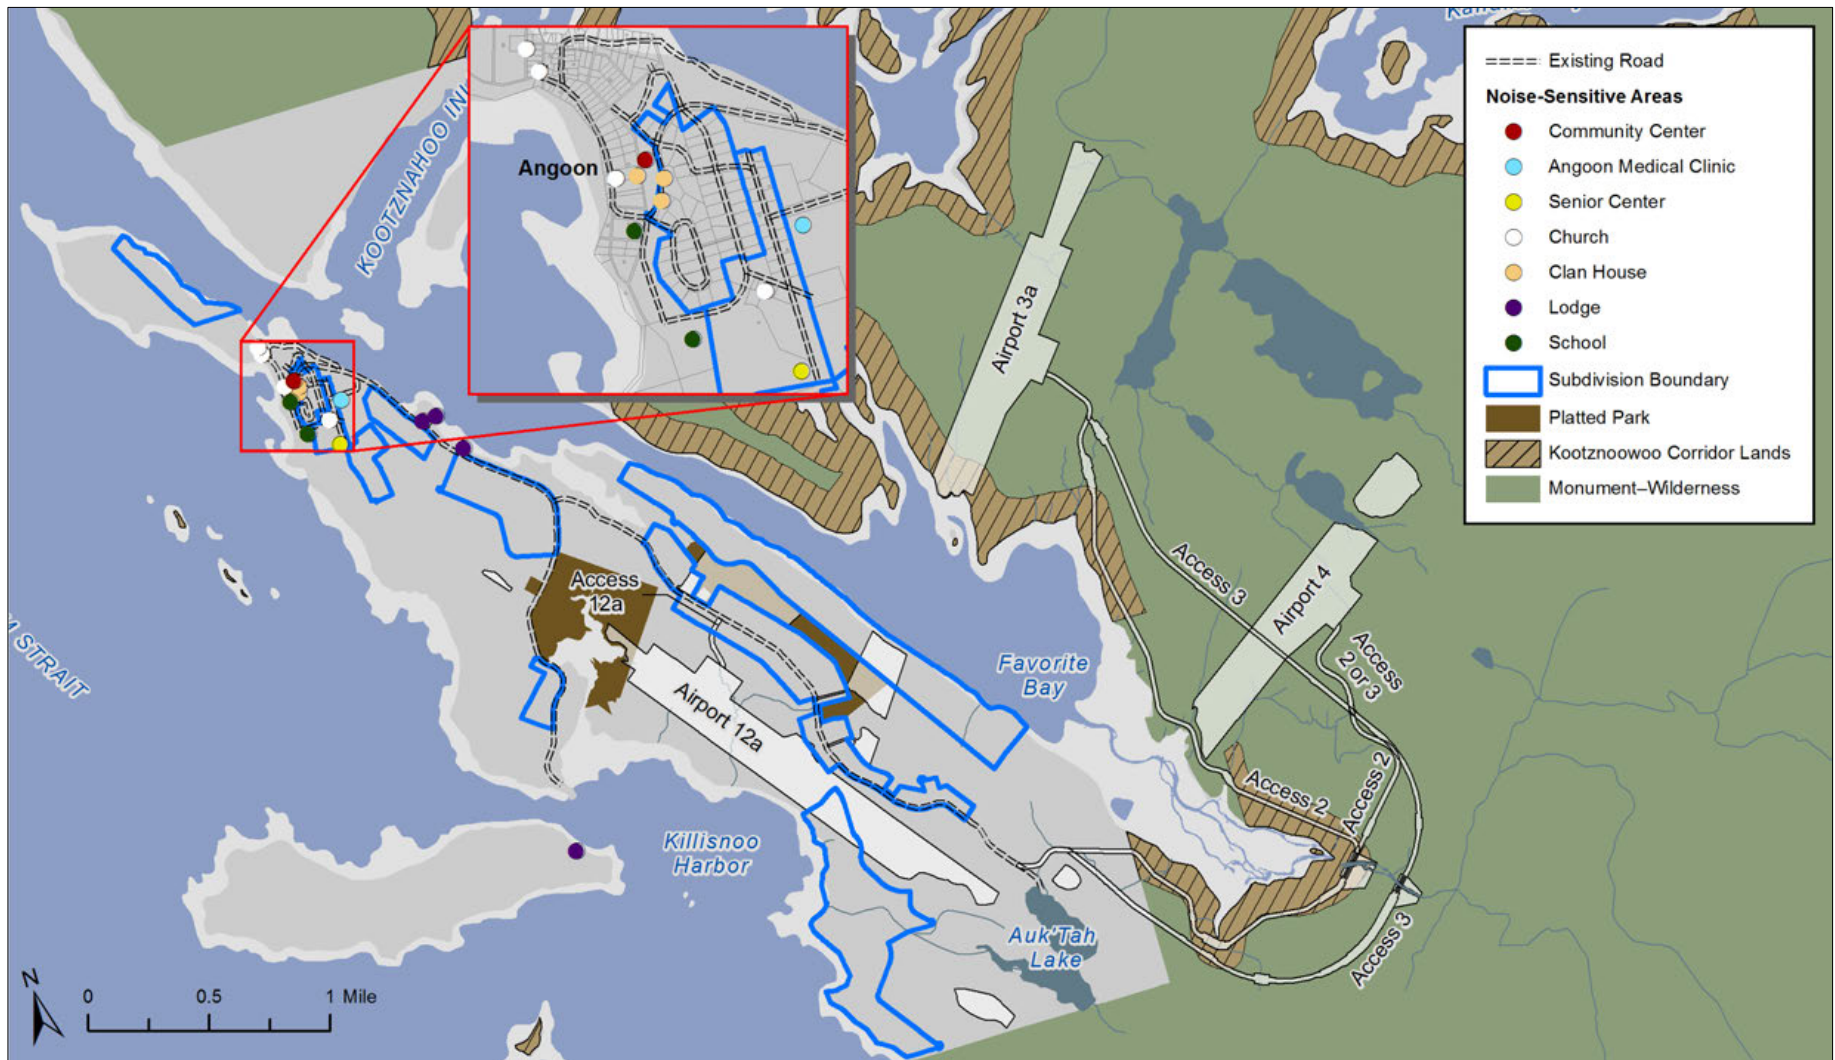 Existing Road
Noise-Sensitive Areas
Community Center
Angoon Medical Clinic
Senior Center
Church
Clan House
Lodge
School
Subdivision Boundary
Platted Park
Kootznoowoo Corridor Lands
Monument–Wilderness
KOOTZNAHOO
Angoon
Airport 3a
Access 3
Airport 4
Access
2 or 3
Access
12a
Airport 12a
Favorite
Bay
STRAIT
Access 2
Access 2
Killisnoo
Harbor
Auk'Tah
Lake
Access 3
N
0 0.5 1 Mile